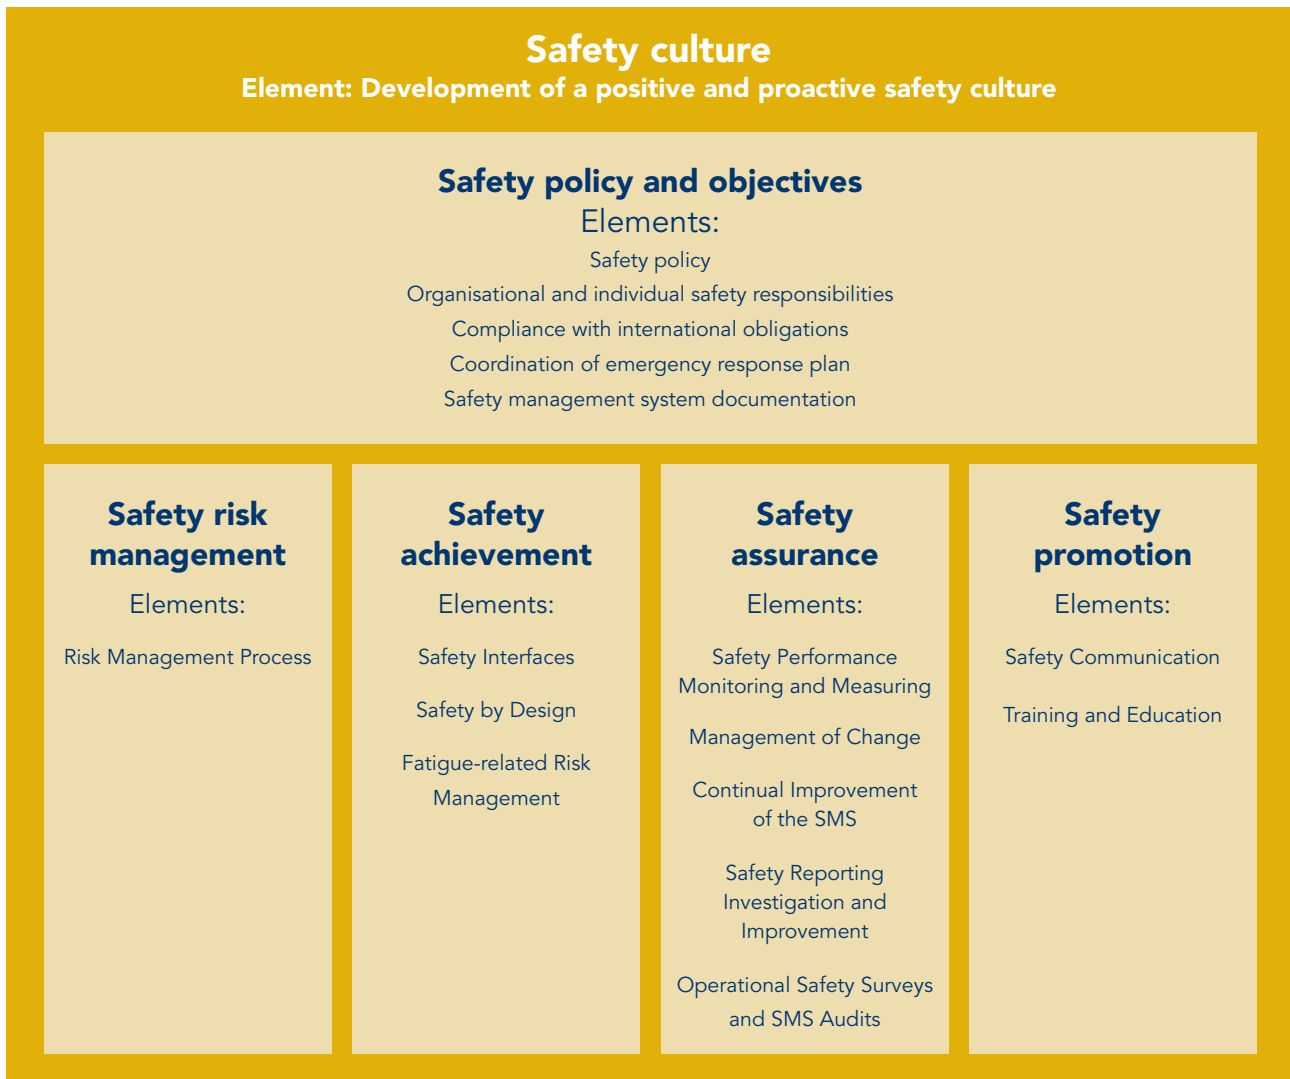 Safety culture
Element: Development of a positive and proactive safety culture
Safety policy and objectives
Elements:
Safety policy
Organisational and individual safety responsibilities
Compliance with international obligations
Coordination of emergency response plan
Safety management system documentation
Safety risk
management
Elements:
Risk Management Process
Safety
achievement
Elements:
Safety Interfaces
Safety by Design
Fatigue-related Risk
Management
Safety
assurance
Elements:
Safety Performance
Monitoring and Measuring
Management of Change
Continual Improvement
of the SMS
Safety Reporting
Investigation and
Improvement
Operational Safety Surveys
and SMS Audits
Safety
promotion
Elements:
Safety Communication
Training and Education